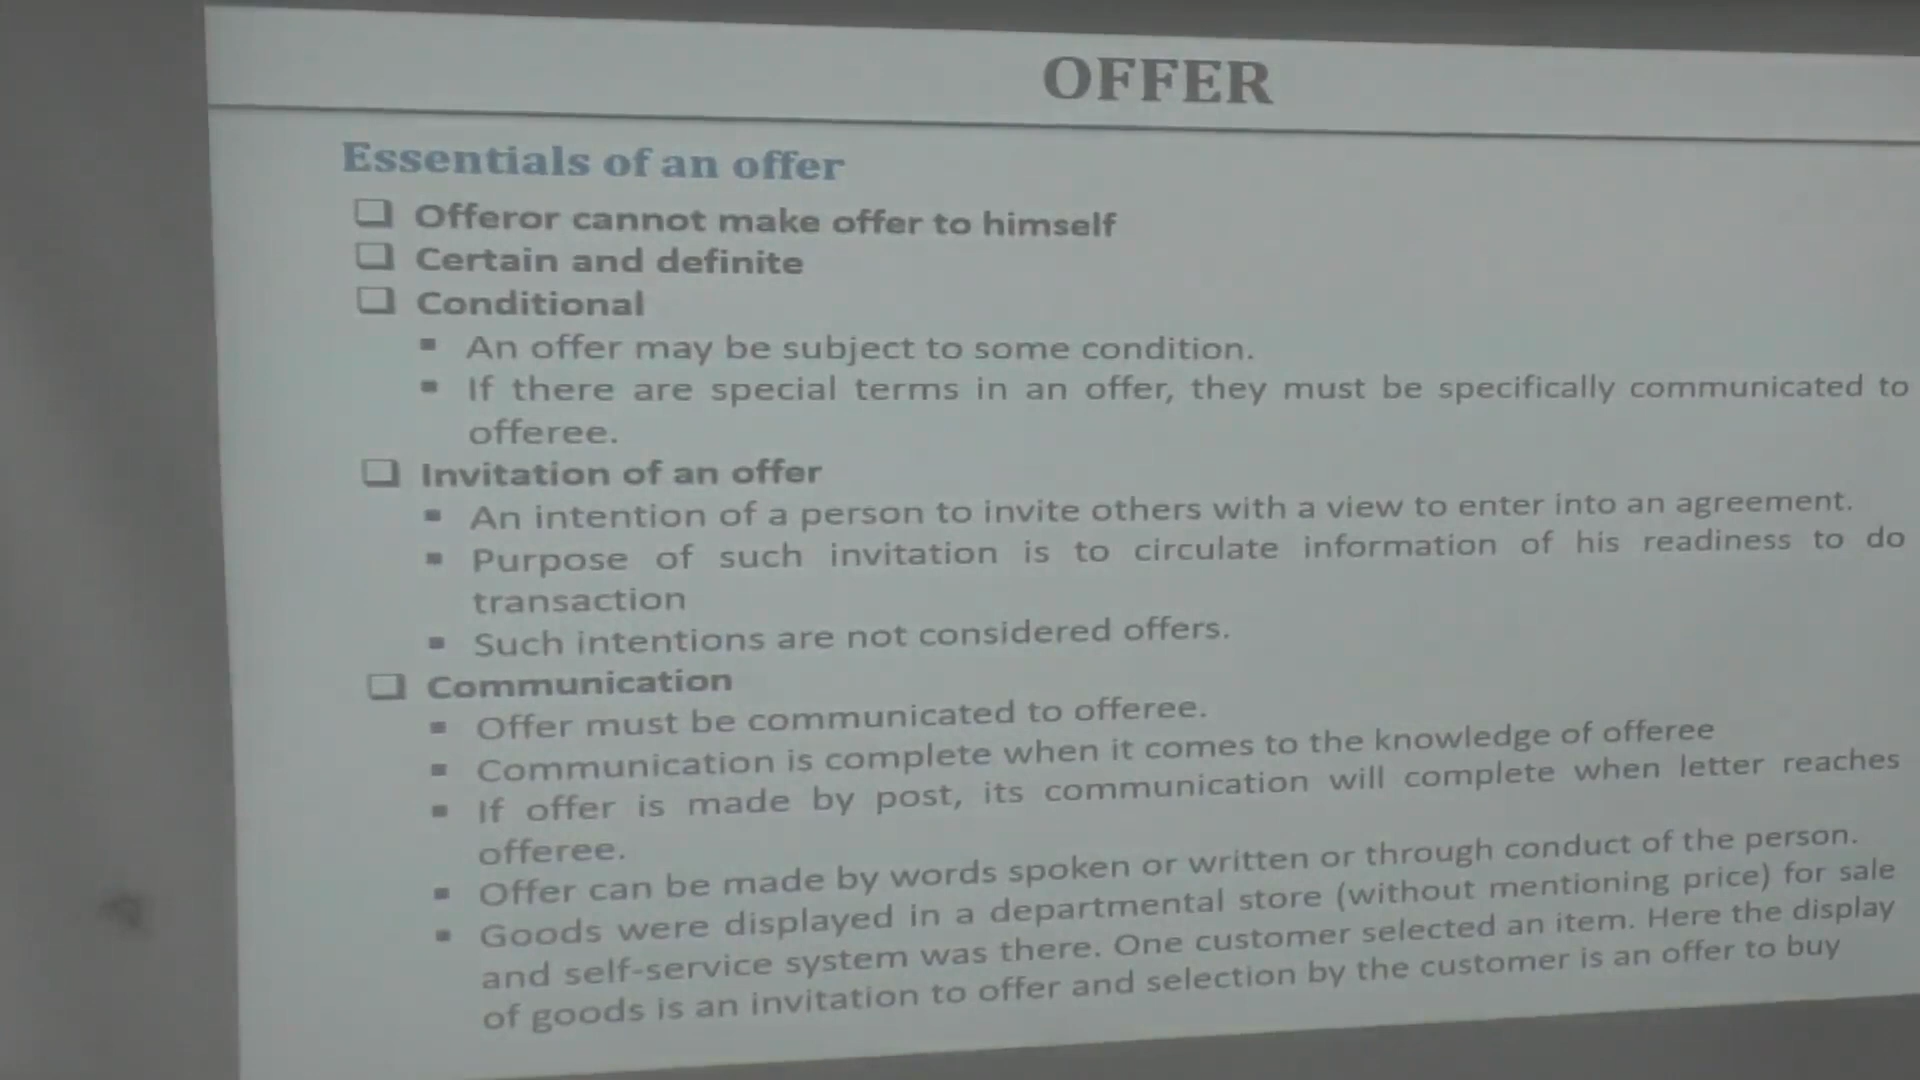 OFFER
Essentials of an offer
Offeror cannot make offer to himself
Certain and definite
Conditional
An offer may be subject to some condition.
If there are special terms in an offer, they must be specifically communicated to
offeree.
Invitation of an offer
An intention of a person to invite others with a view to enter into an agreement.
Purpose of such invitation is to circulate information of his readiness to do
transaction
Such intentions are not considered offers.
Communication
Offer must be communicated to offeree.
Communication is complete when it comes to the knowledge of offeree
If offer is made by post, its communication will complete when letter reaches
offeree.
Offer can be made by words spoken or written or through conduct of the person.
Goods were displayed in a departmental store (without mentioning price) for sale
and self-service system was there. One customer selected an item. Here the display
of goods is an invitation to offer and selection by the customer is an offer to buy